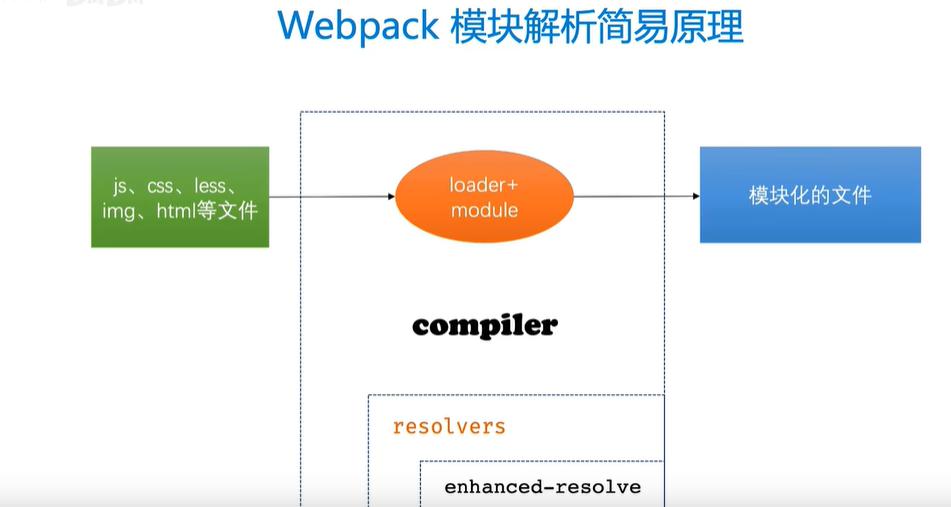 Webpack 模块解析简易原理
js、css、less、
img、html等文件
loader+
module
模块化的文件
compiler
resolvers
enhanced-resolve